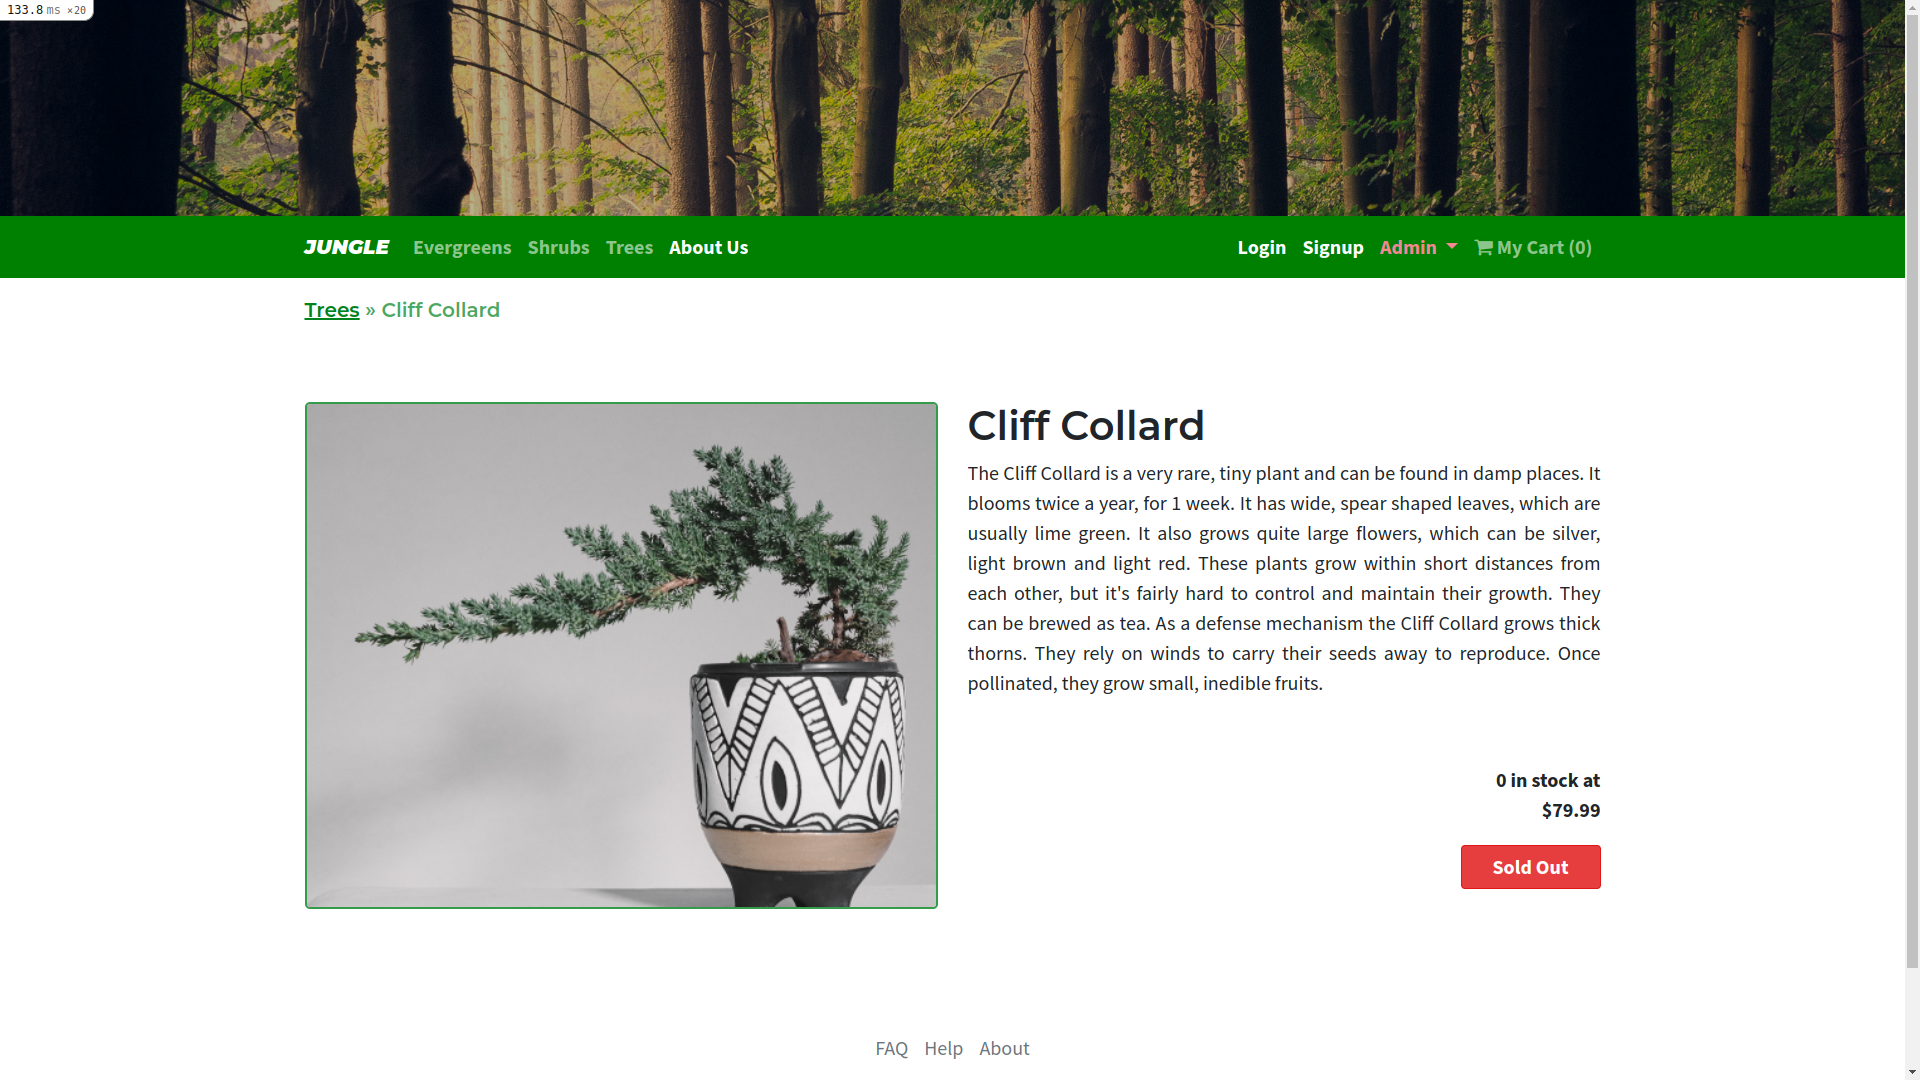 133.8 ms ×20
JUNGLE Evergreens Shrubs Trees About Us Login Signup Admin My Cart (0)
Trees » Cliff Collard
Cliff Collard
The Cliff Collard is a very rare, tiny plant and can be found in damp places. It
blooms twice a year, for 1 week. It has wide, spear shaped leaves, which are
usually lime green. It also grows quite large flowers, which can be silver,
light brown and light red. These plants grow within short distances from
each other, but it's fairly hard to control and maintain their growth. They
can be brewed as tea. As a defense mechanism the Cliff Collard grows thick
thorns. They rely on winds to carry their seeds away to reproduce. Once
pollinated, they grow small, inedible fruits.
0 in stock at
$79.99
Sold Out
FAQ Help About